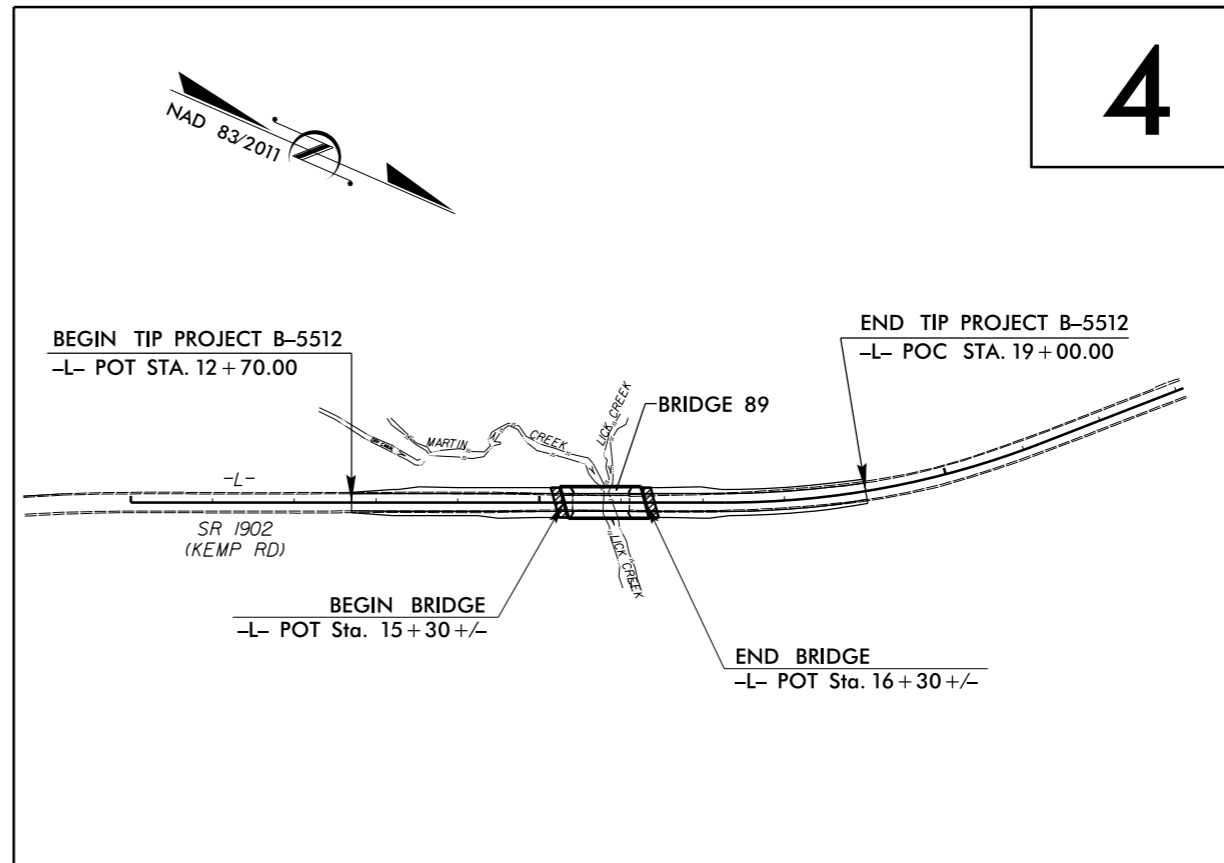 4
NAD 83/2011
BEGIN TIP PROJECT B–5512
–L– POT STA. 12+70.00
END TIP PROJECT B–5512
–L– POC STA. 19+00.00
LICK CREEK
BRIDGE 89
MARTIN
CREEK
–L–
SR 1902
(KEMP RD)
LICK CREEK
BEGIN BRIDGE
–L– POT Sta. 15+30+/–
END BRIDGE
–L– POT Sta. 16+30+/–